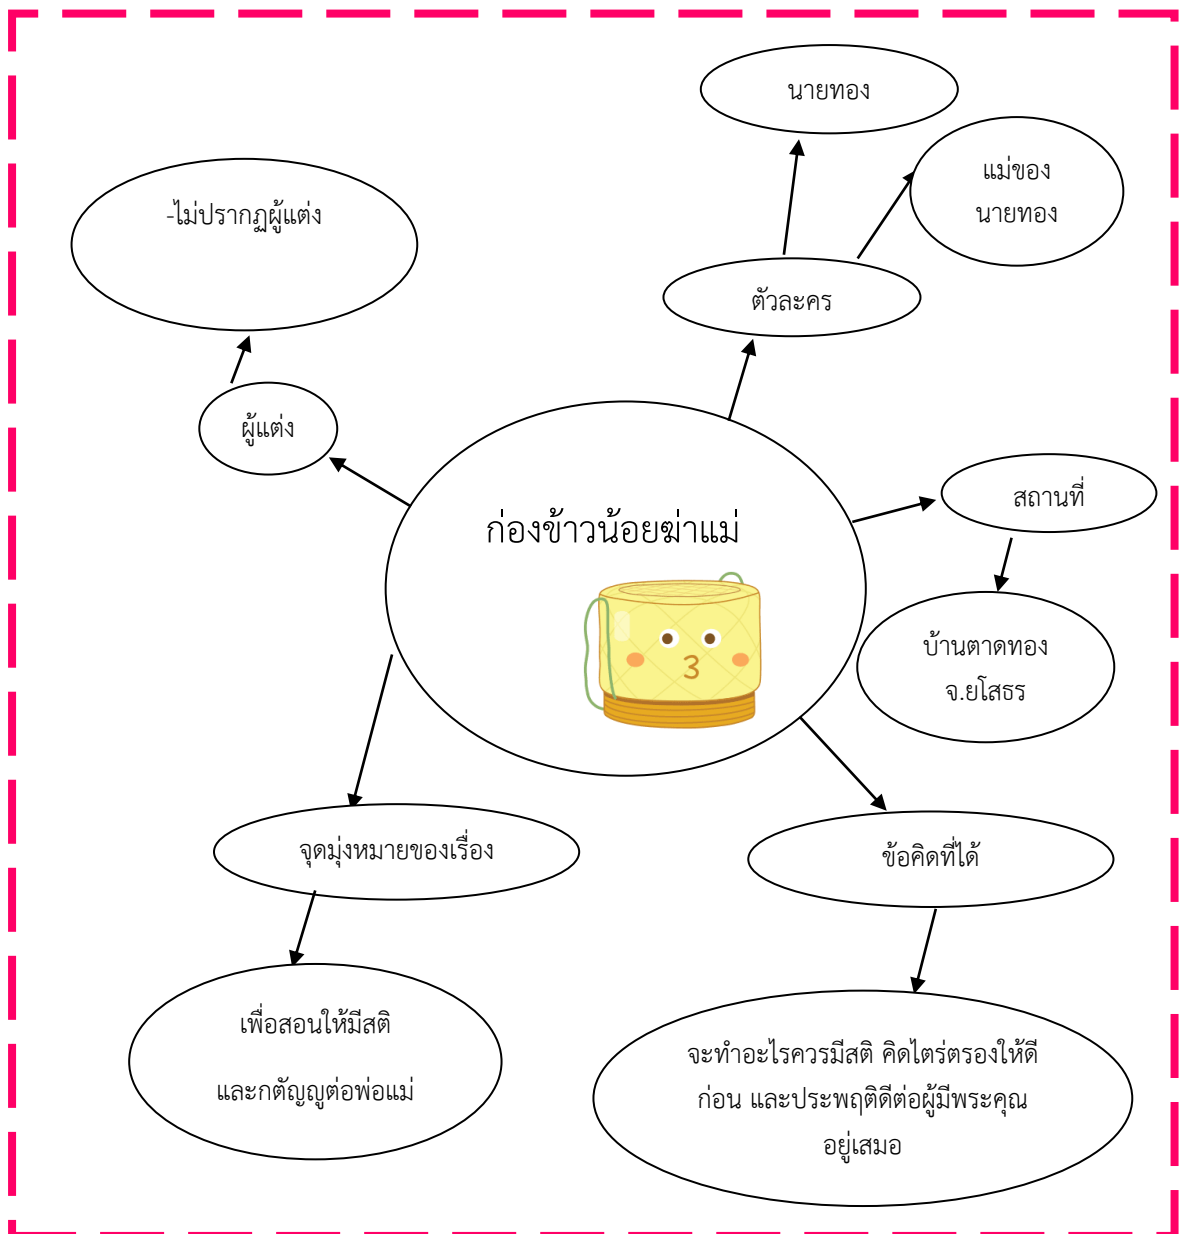 นายทอง
แม่ของ
นายทอง
-ไม่ปรากฏผู้แต่ง
ตัวละคร
ผู้แต่ง
สถานที่
ก่องข้าวน้อยฆ่าแม่
บ้านตาดทอง
จ.ยโสธร
จุดมุ่งหมายของเรื่อง
ข้อคิดที่ได้
เพื่อสอนให้มีสติ
และกตัญญูต่อพ่อแม่
จะทำอะไรควรมีสติ คิดไตร่ตรองให้ดี
ก่อน และประพฤติดีต่อผู้มีพระคุณ
อยู่เสมอ